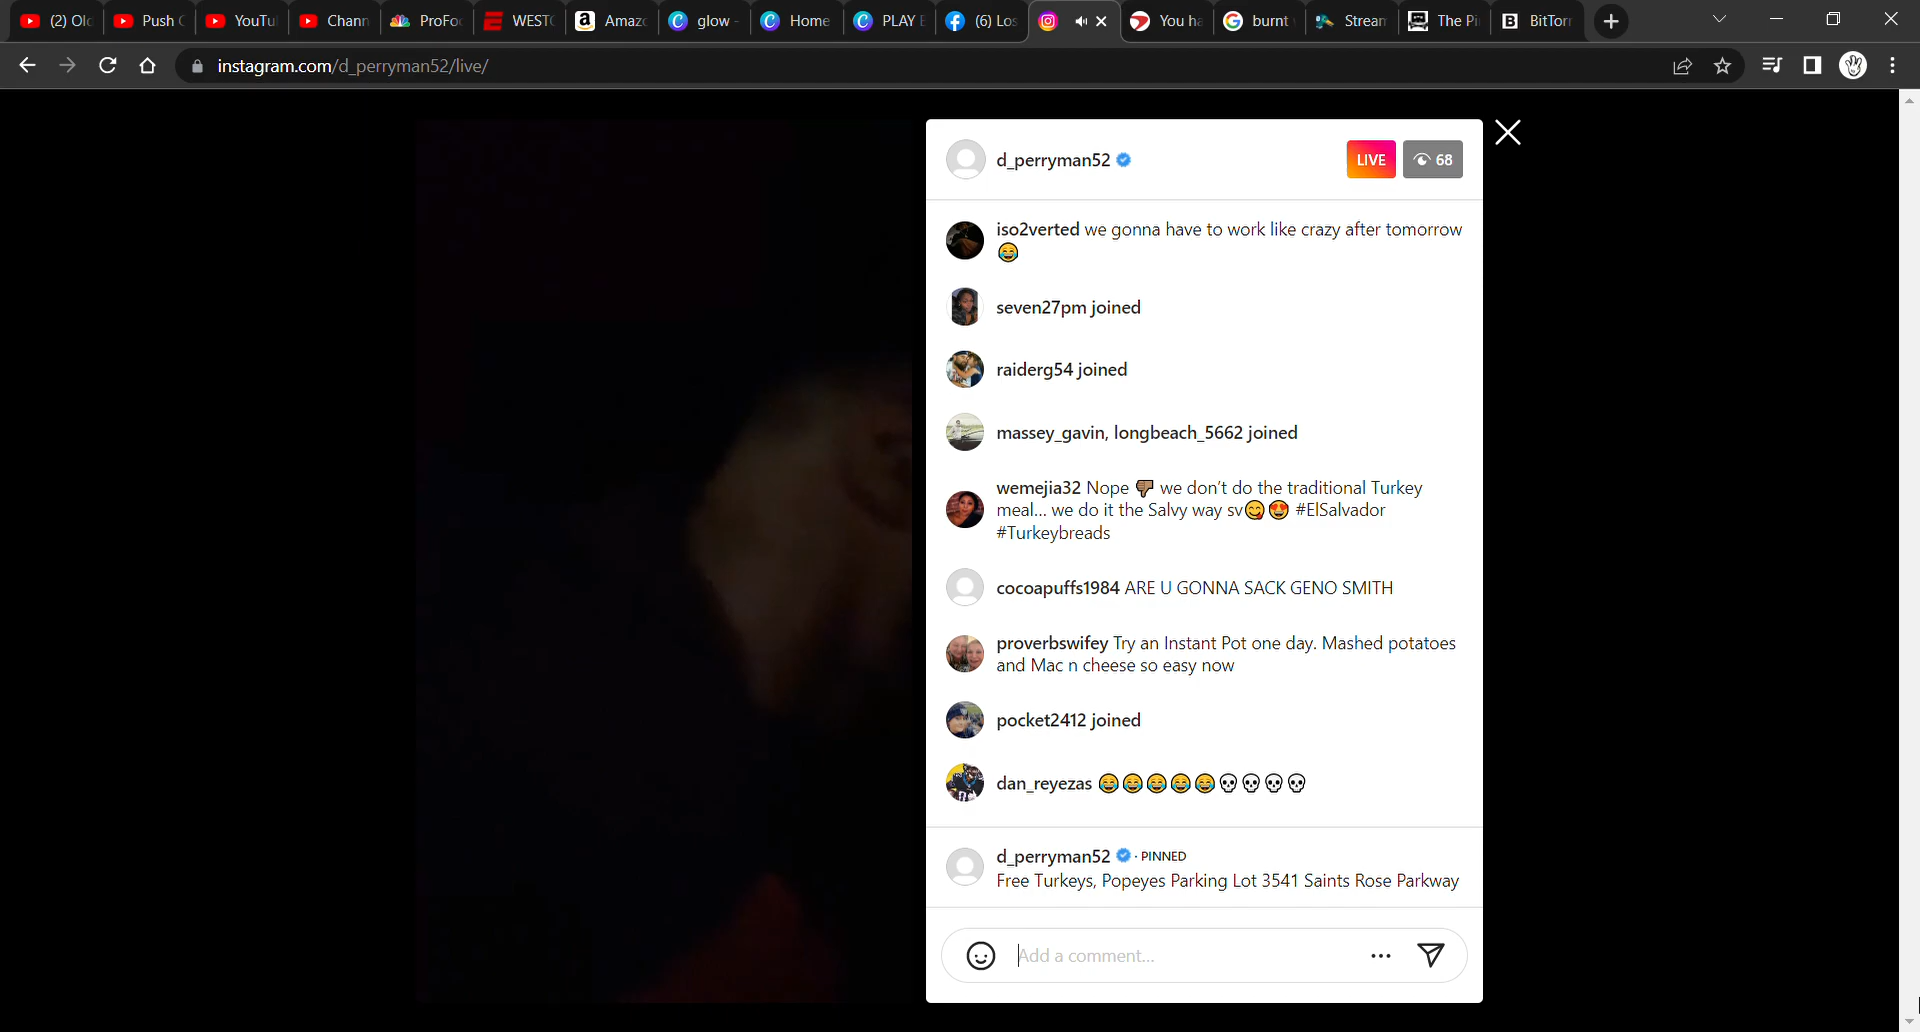 (2) Old
Push
YouTu
Chann
ProFo
WEST
Amaz
glow -
Home
PLAY
(6) Los
You ha
burnt
Stream
The Pi
BitTor
instagram.com/d_perryman52/live/
d_perryman52
LIVE
68
iso2verted we gonna have to work like crazy after tomorrow
😂
seven27pm joined
raiderg54 joined
massey_gavin, longbeach_5662 joined
wemejia32 Nope 👎🏾 we don't do the traditional Turkey
meal... we do it the Salvy way sv😋😍 #ElSalvador
#Turkeybreads
cocoapuffs1984 ARE U GONNA SACK GENO SMITH
proverbswifey Try an Instant Pot one day. Mashed potatoes
and Mac n cheese so easy now
pocket2412 joined
dan_reyezas 😂😂😂😂😂💀💀💀💀
d_perryman52 · PINNED
Free Turkeys, Popeyes Parking Lot 3541 Saints Rose Parkway
Add a comment...